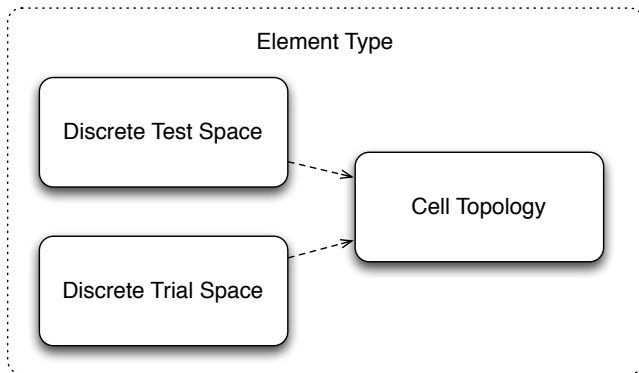 Element Type
Discrete Test Space
Cell Topology
Discrete Trial Space